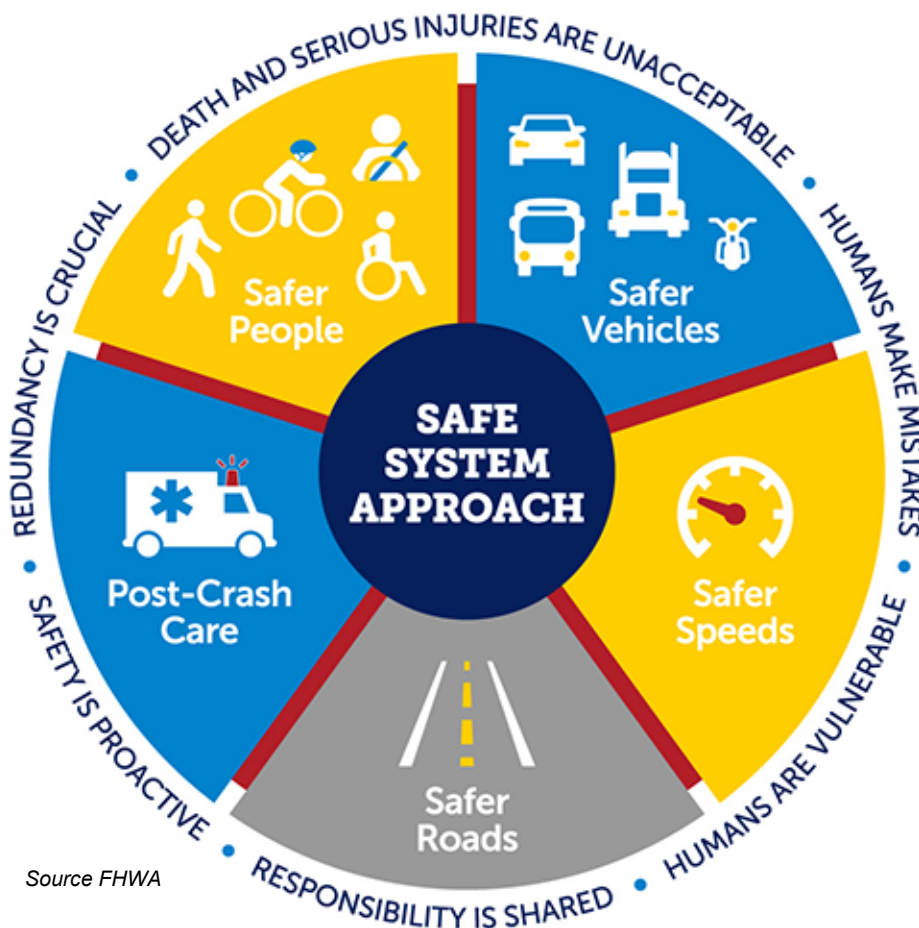 DEATH AND SERIOUS INJURIES ARE UNACCEPTABLE
HUMANS MAKE MISTAKES
HUMANS ARE VULNERABLE
RESPONSIBILITY IS SHARED
SAFETY IS PROACTIVE
REDUNDANCY IS CRUCIAL
Safer
People
Safer
Vehicles
SAFE
SYSTEM
APPROACH
Post-Crash
Care
Safer
Speeds
Safer
Roads
Source FHWA